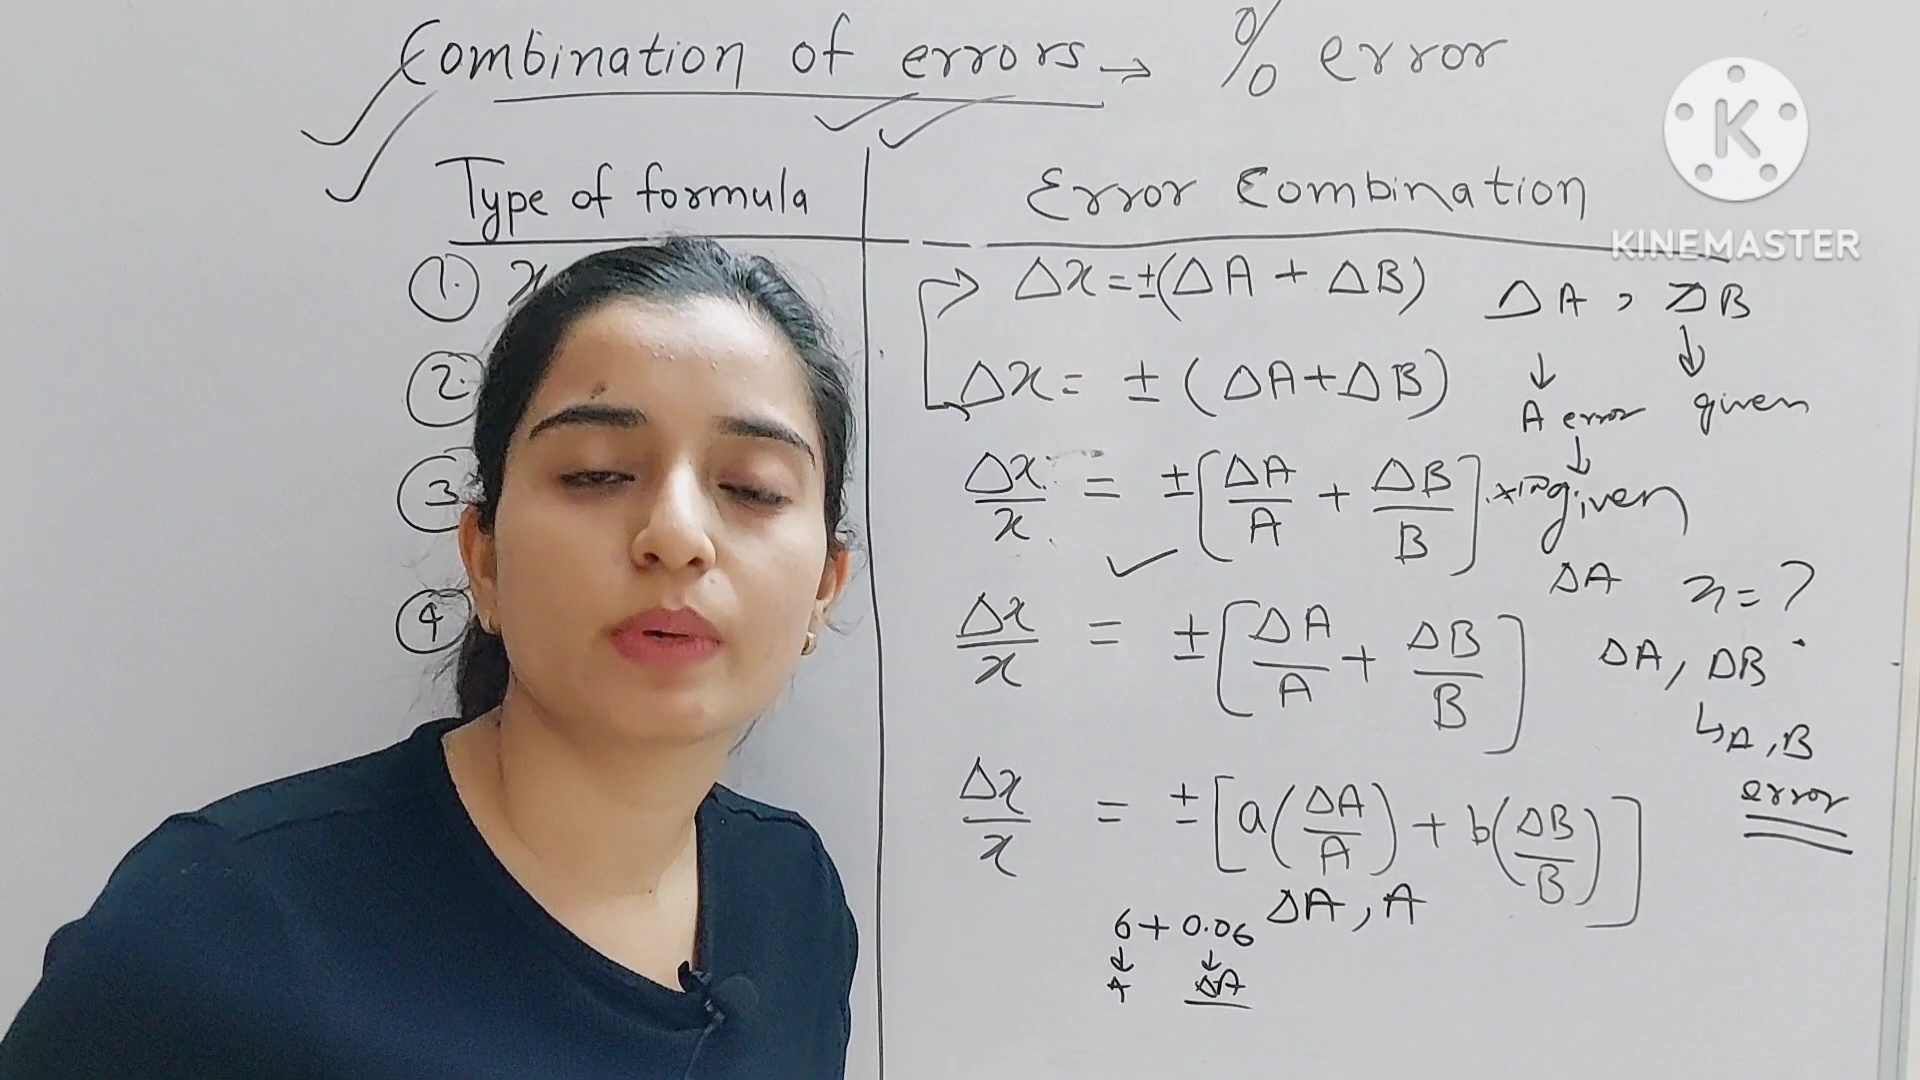 Combination of errors → % error
Type of formula
Error Combination
①. x
Δx = ±(ΔA + ΔB)
②.
Δx = ± (ΔA + ΔB)
③
Δx/x = ±[ΔA/A + ΔB/B]
④
Δx/x = ±[ΔA/A + ΔB/B]
Δx/x = ±[a(ΔA/A) + b(ΔB/B)]
ΔA , A
6 + 0.06
↓ ↓
A ΔA
ΔA , ΔB
↓ ↓
A error given
↓
given
ΔA x = ?
ΔA, ΔB
↳A, B
error
K
KINEMASTER